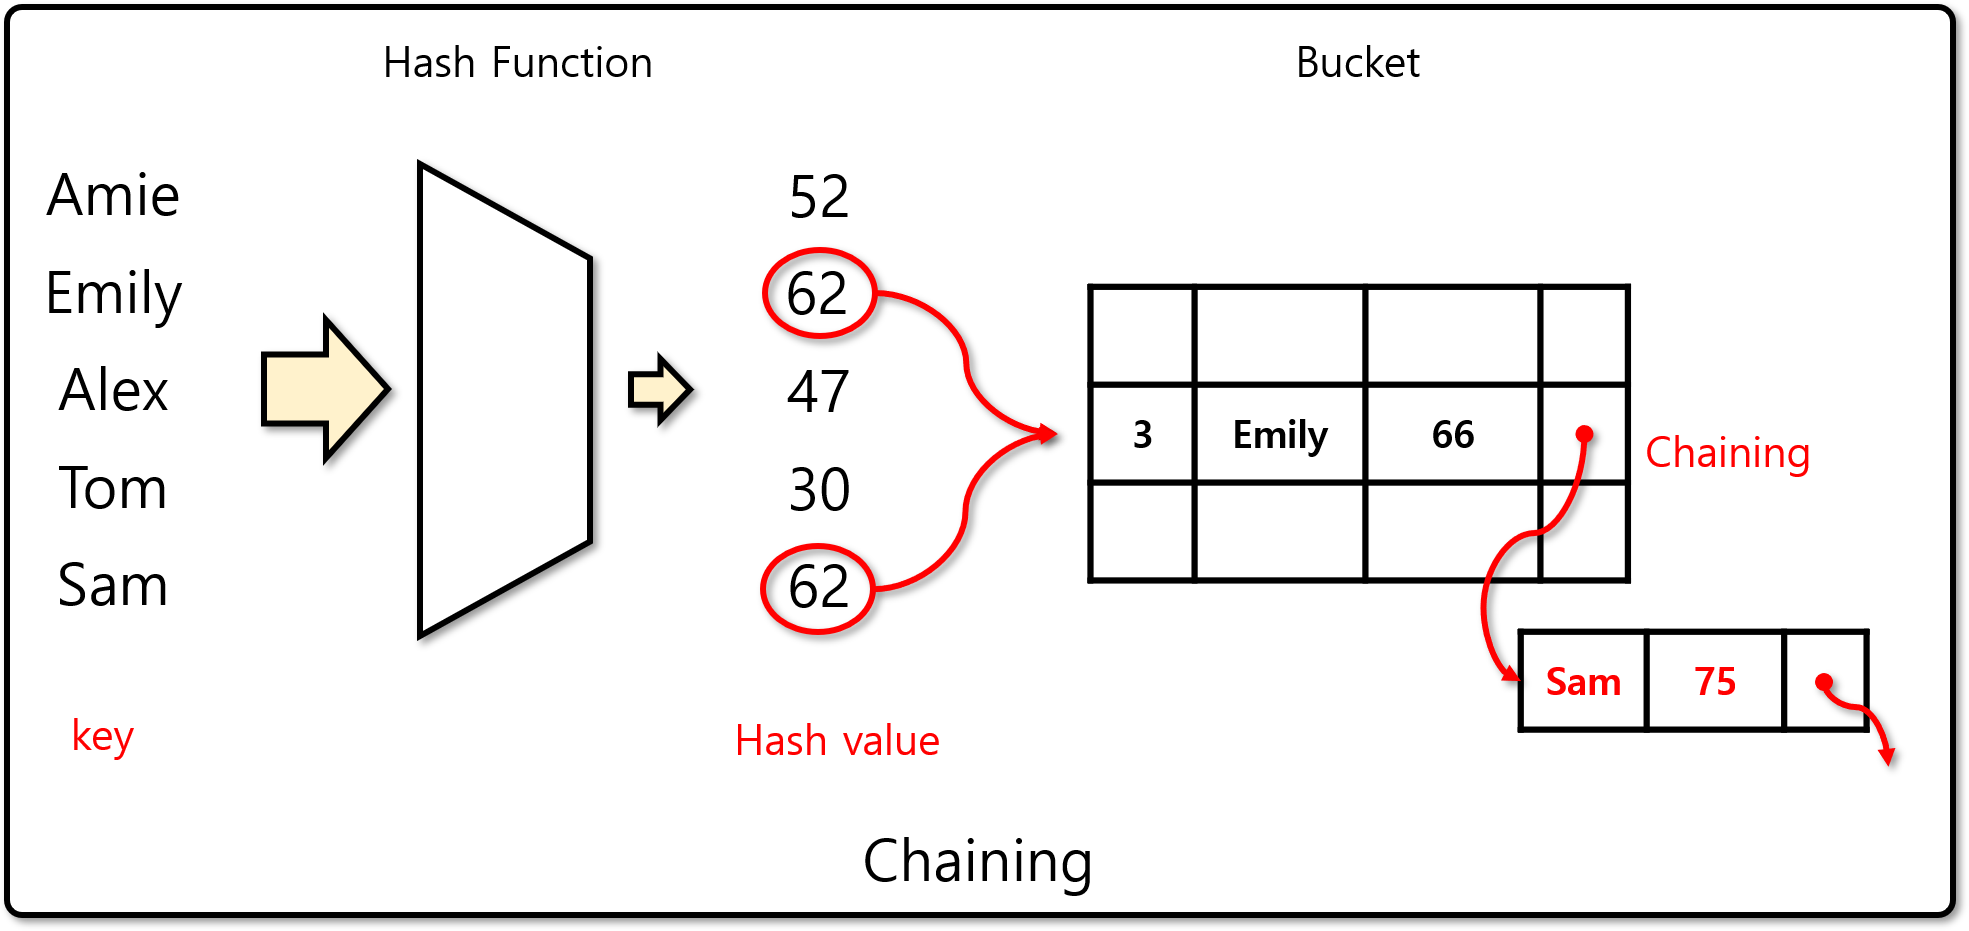 Hash Function
Bucket
Amie
Emily
Alex
Tom
Sam
key
52
62
47
30
62
Hash value
3 Emily 66
Chaining
Sam 75
Chaining